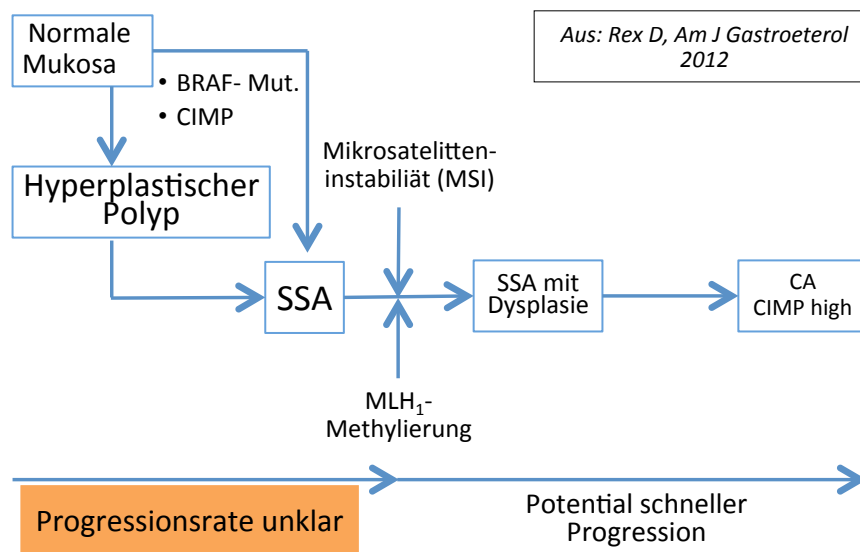 Normale
Mukosa
Aus: Rex D, Am J Gastroeterol
2012
• BRAF- Mut.
• CIMP
Mikrosatelitten-
instabiliät (MSI)
Hyperplastischer
Polyp
SSA
SSA mit
Dysplasie
CA
CIMP high
MLH₁-
Methylierung
Progressionsrate unklar
Potential schneller
Progression